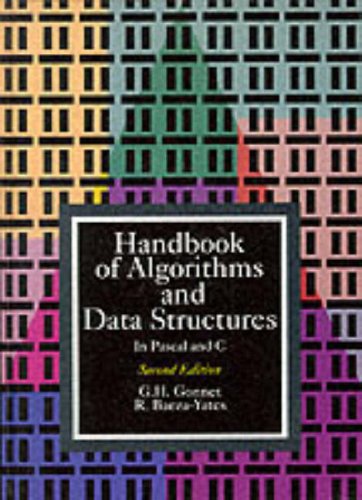 Handbook
of Algorithms
and
Data Structures
In Pascal and C
Second Edition
G.H. Gonnet
R. Baeza-Yates